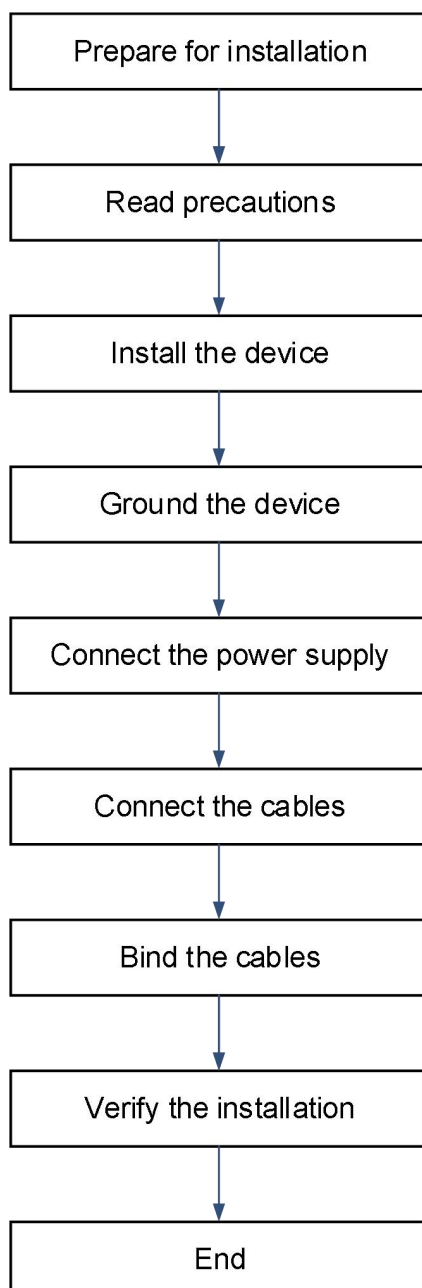 Prepare for installation
Read precautions
Install the device
Ground the device
Connect the power supply
Connect the cables
Bind the cables
Verify the installation
End